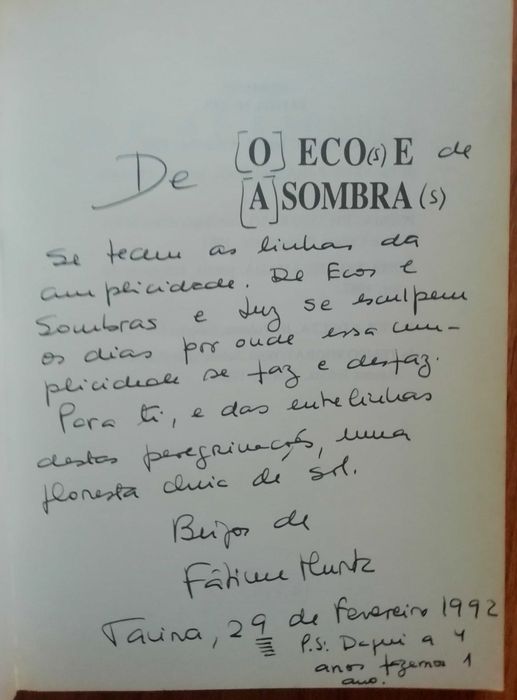 De [O] ECO(s) E de
[A] SOMBRA(s)
se tecem as linhas da
cumplicidade. De Ecos e
Sombras e Luz se esculpem
os dias por onde essa cum-
plicidade se faz e desfaz.
Para ti, e das entrelinhas
destas peregrinações, uma
floresta cheia de sol.
Beijos de
Fátima
Tavira, 29 de Fevereiro 1992
P.S. Daqui a 4
anos fazemos 1
ano.